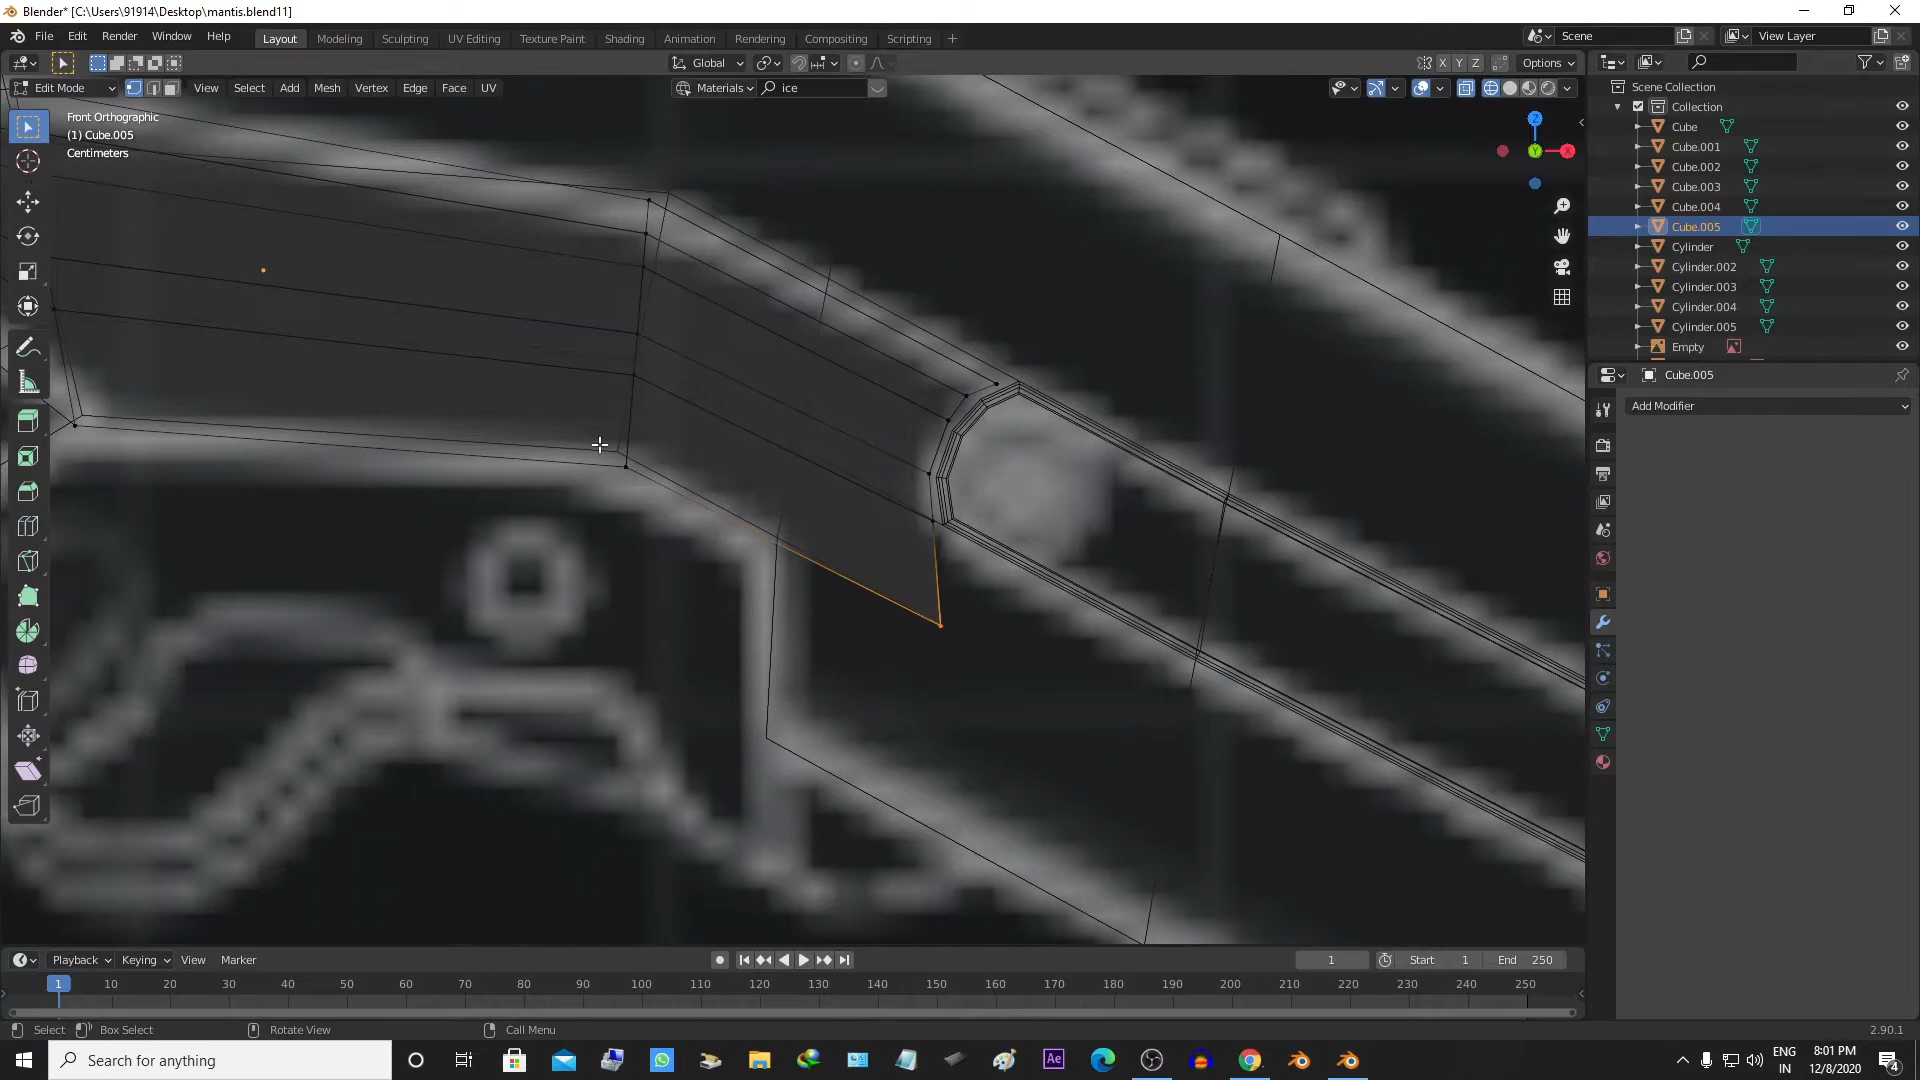 Blender* [C:\Users\91914\Desktop\mantis.blend11]
File Edit Render Window Help Layout Modeling Sculpting UV Editing Texture Paint Shading Animation Rendering Compositing Scripting Scene View Layer
Global X Y Z Options
Edit Mode View Select Add Mesh Vertex Edge Face UV Materials ice
Front Orthographic
(1) Cube.005
Centimeters
Z
X
Y
Scene Collection
Collection
Cube
Cube.001
Cube.002
Cube.003
Cube.004
Cube.005
Cylinder
Cylinder.002
Cylinder.003
Cylinder.004
Cylinder.005
Empty
Cube.005
Add Modifier
Playback Keying View Marker 1 Start 1 End 250
1 10 20 30 40 50 60 70 80 90 100 110 120 130 140 150 160 170 180 190 200 210 220 230 240 250
Select Box Select Rotate View Call Menu 2.90.1
Search for anything
Ae
ENG
IN
8:01 PM
12/8/2020
4